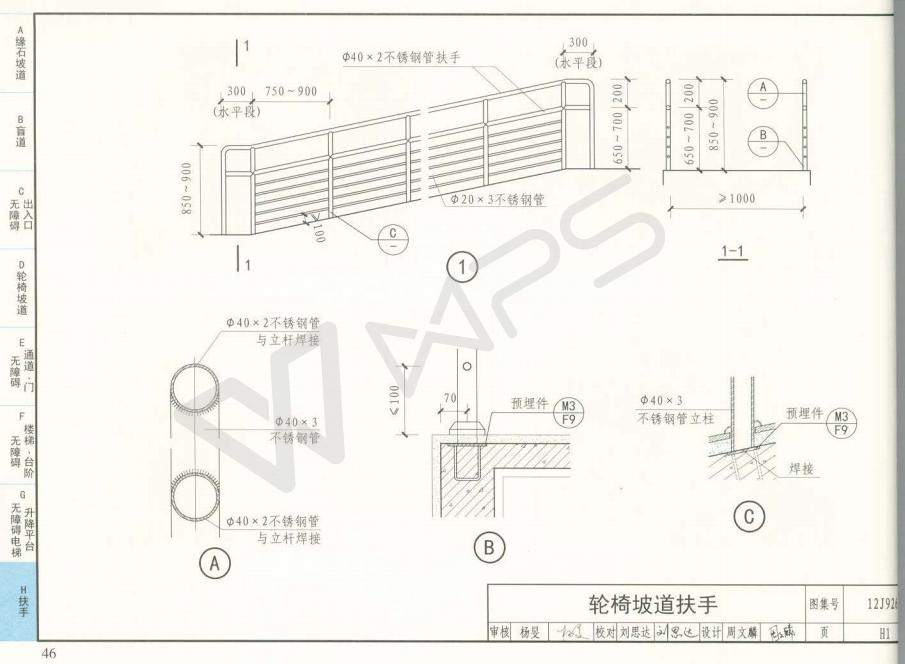 A
缘石坡道
B
盲道
C
无障碍
出入口
D
轮椅坡道
E
无障碍
通道、门
F
无障碍
楼梶、台阶
G
无障碍电梯
升降平台
H
扶手
1
Φ40×2不锈钢管扶手
300
(水平段)
300
750~900
(水平段)
850~900
≤100
C
-
Φ20×3不锈钢管
200
650~700
1
1
200
650~700
850~900
A
-
B
-
≥1000
1-1
Φ40×2不锈钢管
与立杆焊接
Φ40×3
不锈钢管
Φ40×2不锈钢管
与立杆焊接
A
≤100
70
预埋件
M3
F9
B
Φ40×3
不锈钢管立柱
预埋件
M3
F9
焊接
C
WPS
轮椅坡道扶手
图集号
12J926
审核 杨旻 校对 刘思达 刘思达 设计 周文麟
页
H1
46